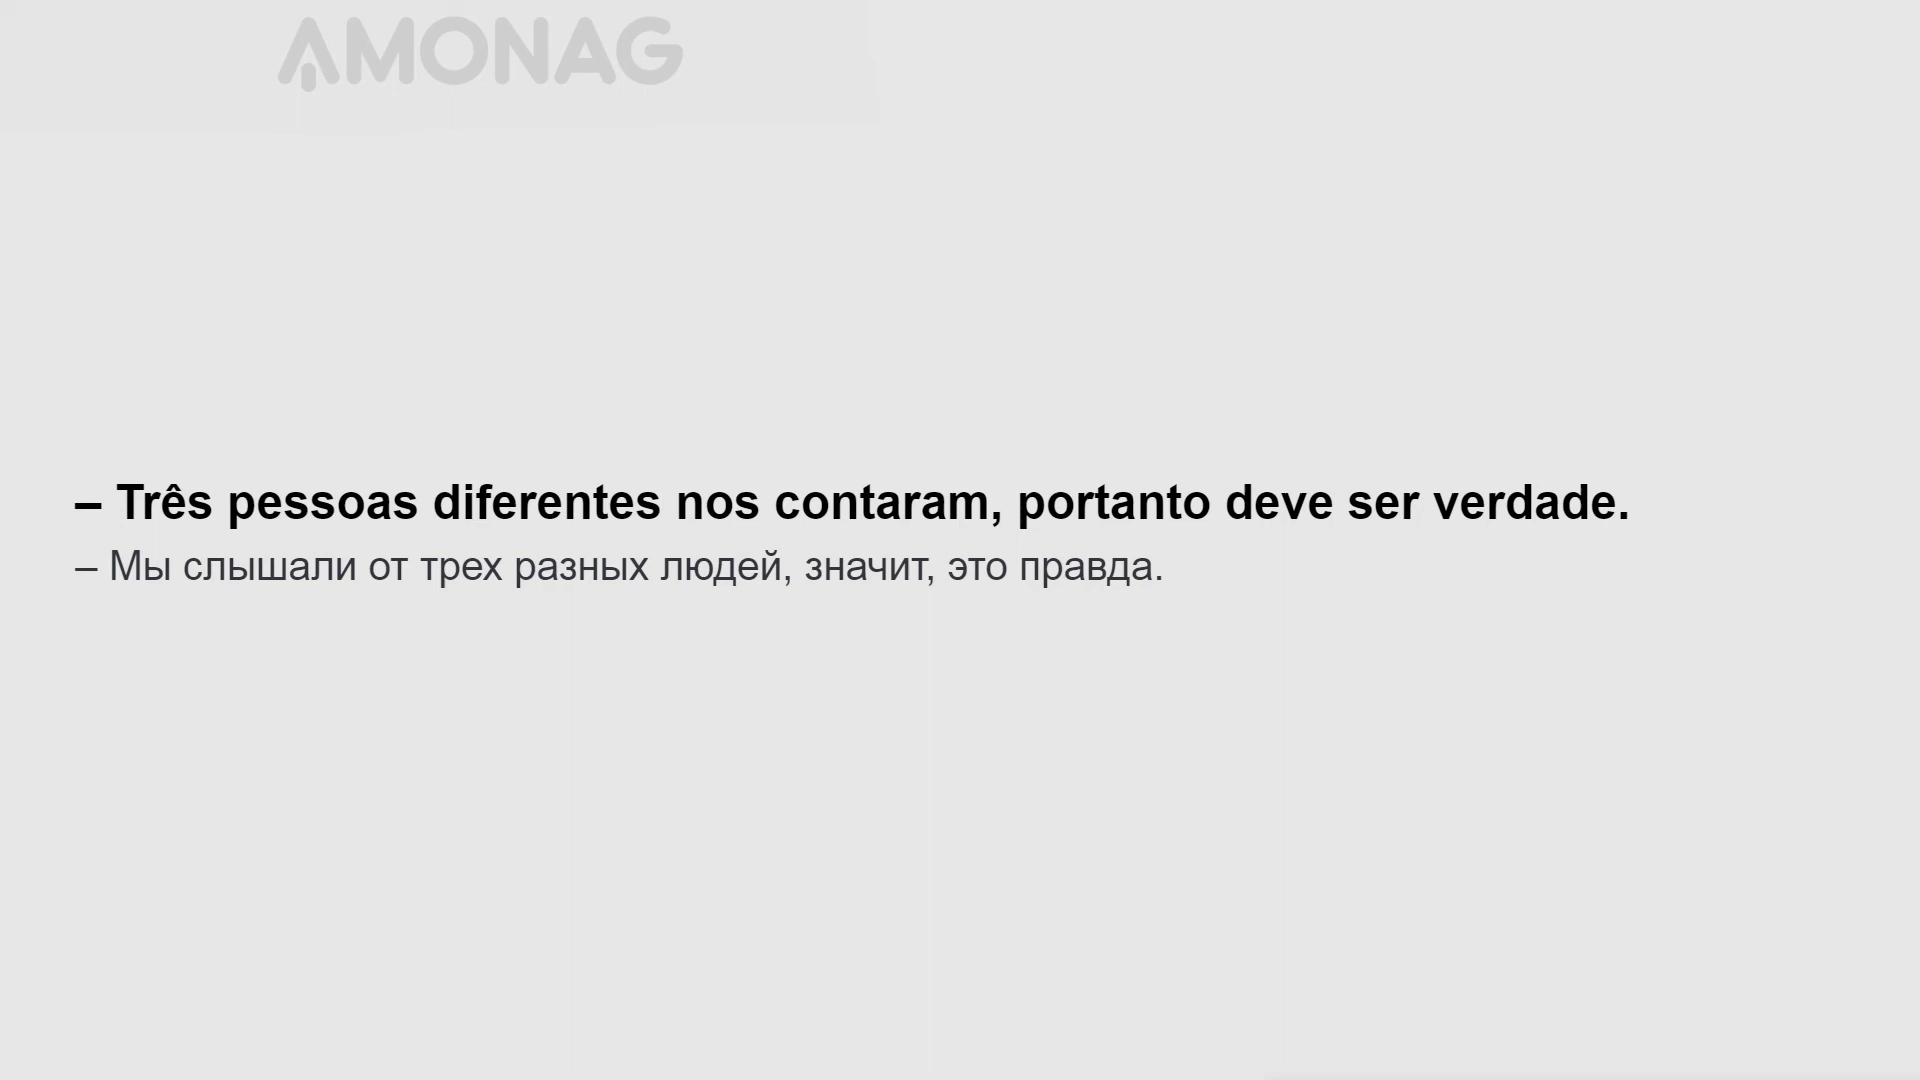 AMONAG
– Três pessoas diferentes nos contaram, portanto deve ser verdade.
– Мы слышали от трех разных людей, значит, это правда.